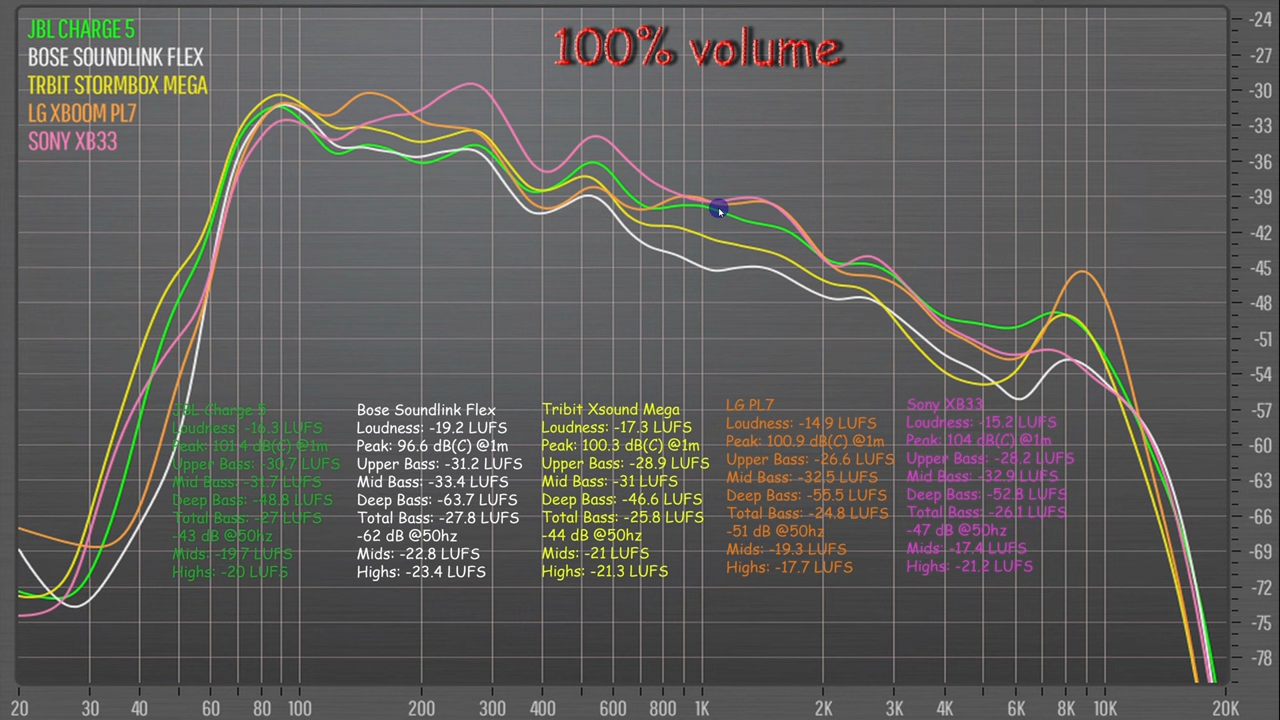 100% volume
JBL CHARGE 5
BOSE SOUNDLINK FLEX
TRBIT STORMBOX MEGA
LG XBOOM PL7
SONY XB33
-24
-27
-30
-33
-36
-39
-42
-45
-48
-51
-54
-57
-60
-63
-66
-69
-72
-75
-78
JBL Charge 5
Loudness: -16.3 LUFS
Peak: 101.4 dB(C) @1m
Upper Bass: -30.7 LUFS
Mid Bass: -31.7 LUFS
Deep Bass: -48.8 LUFS
Total Bass: -27 LUFS
-43 dB @50hz
Mids: -19.7 LUFS
Highs: -20 LUFS
Bose Soundlink Flex
Loudness: -19.2 LUFS
Peak: 96.6 dB(C) @1m
Upper Bass: -31.2 LUFS
Mid Bass: -33.4 LUFS
Deep Bass: -63.7 LUFS
Total Bass: -27.8 LUFS
-62 dB @50hz
Mids: -22.8 LUFS
Highs: -23.4 LUFS
Tribit Xsound Mega
Loudness: -17.3 LUFS
Peak: 100.3 dB(C) @1m
Upper Bass: -28.9 LUFS
Mid Bass: -31 LUFS
Deep Bass: -46.6 LUFS
Total Bass: -25.8 LUFS
-44 dB @50hz
Mids: -21 LUFS
Highs: -21.3 LUFS
LG PL7
Loudness: -14.9 LUFS
Peak: 100.9 dB(C) @1m
Upper Bass: -26.6 LUFS
Mid Bass: -32.5 LUFS
Deep Bass: -55.5 LUFS
Total Bass: -24.8 LUFS
-51 dB @50hz
Mids: -19.3 LUFS
Highs: -17.7 LUFS
Sony XB33
Loudness: -15.2 LUFS
Peak: 104 dB(C) @1m
Upper Bass: -28.2 LUFS
Mid Bass: -32.9 LUFS
Deep Bass: -52.8 LUFS
Total Bass: -26.1 LUFS
-47 dB @50hz
Mids: -17.4 LUFS
Highs: -21.2 LUFS
20 30 40 60 80 100 200 300 400 600 800 1K 2K 3K 4K 6K 8K 10K 20K